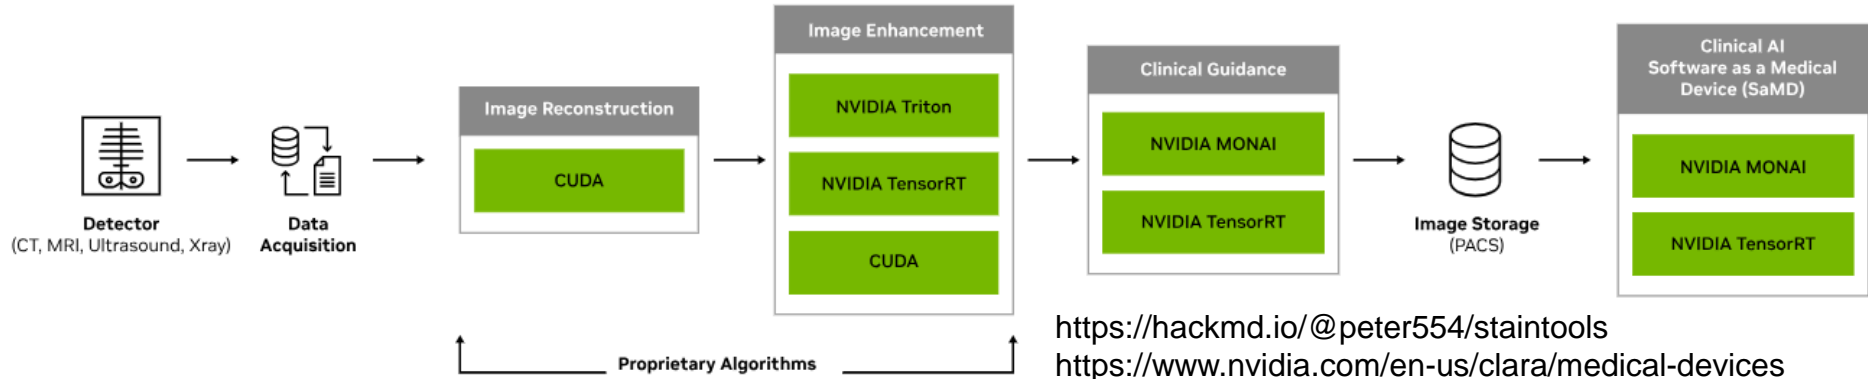 Detector
(CT, MRI, Ultrasound, Xray)
Data
Acquisition
Image Reconstruction
CUDA
Image Enhancement
NVIDIA Triton
NVIDIA TensorRT
CUDA
Proprietary Algorithms
Clinical Guidance
NVIDIA MONAI
NVIDIA TensorRT
Image Storage
(PACS)
Clinical AI
Software as a Medical
Device (SaMD)
NVIDIA MONAI
NVIDIA TensorRT
https://hackmd.io/@peter554/staintools
https://www.nvidia.com/en-us/clara/medical-devices